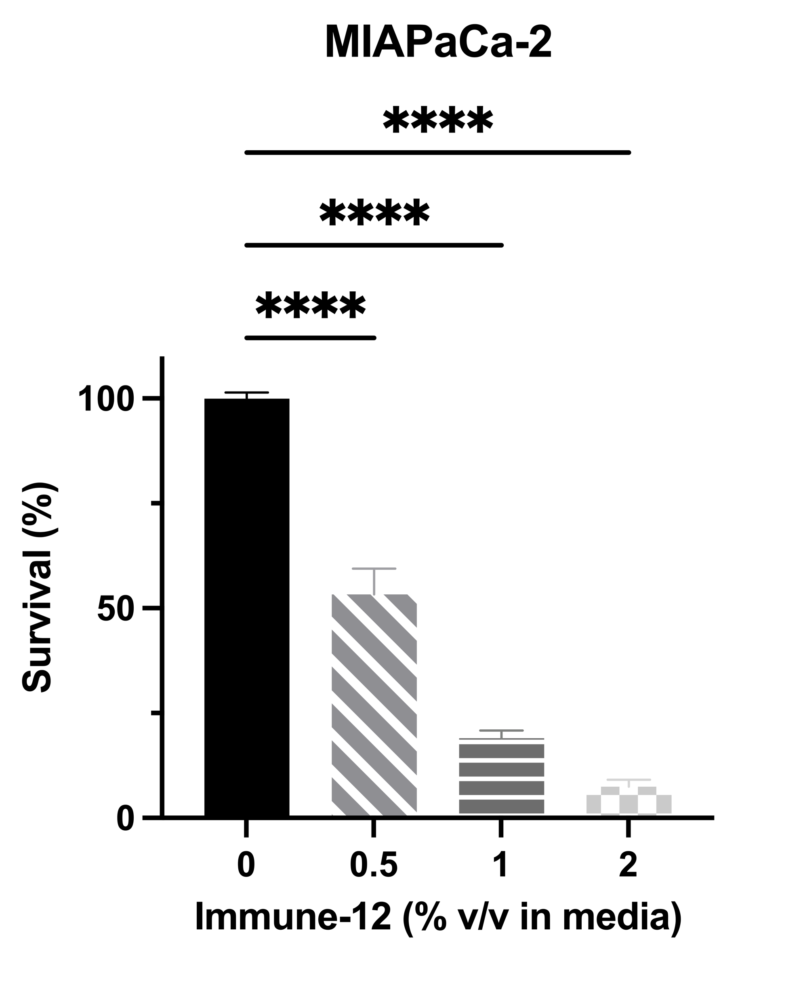 MIAPaCa-2
****
****
****
100
50
0
Survival (%)
0 0.5 1 2
Immune-12 (% v/v in media)